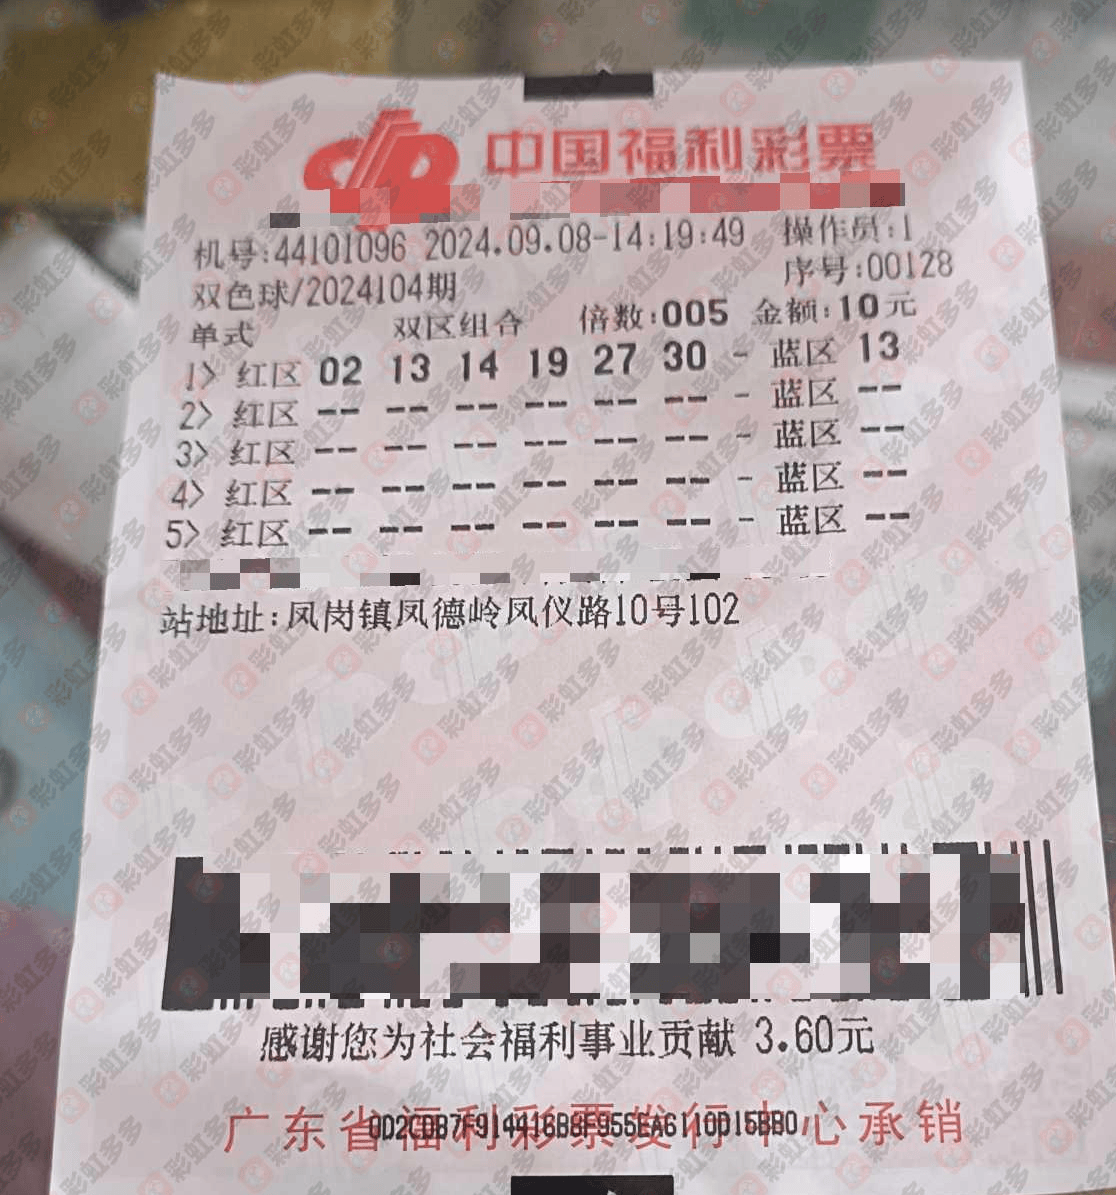 中国福利彩票
机号:44101096 2024.09.08-14:19:49 操作员:1
双色球/2024104期 序号:00128
单式 双区组合 倍数:005 金额:10元
1> 红区 02 13 14 19 27 30 - 蓝区 13
2> 红区 -- -- -- -- -- -- - 蓝区 --
3> 红区 -- -- -- -- -- -- - 蓝区 --
4> 红区 -- -- -- -- -- -- - 蓝区 --
5> 红区 -- -- -- -- -- -- - 蓝区 --
站地址:凤岗镇凤德岭凤仪路10号102
感谢您为社会福利事业贡献 3.60元
广东省福利彩票发行中心承销
彩虹多多